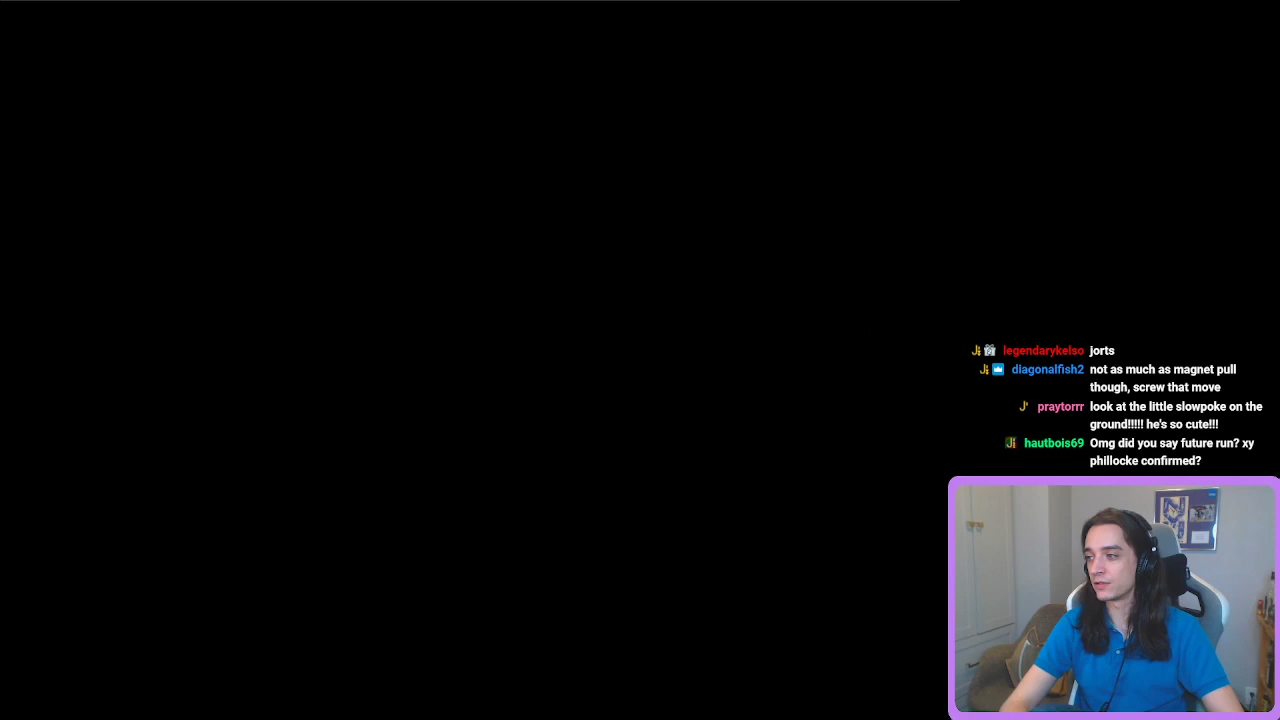 legendarykelso jorts
diagonalfish2 not as much as magnet pull
though, screw that move
praytorrr look at the little slowpoke on the
ground!!!!! he's so cute!!!
hautbois69 Omg did you say future run? xy
phillocke confirmed?